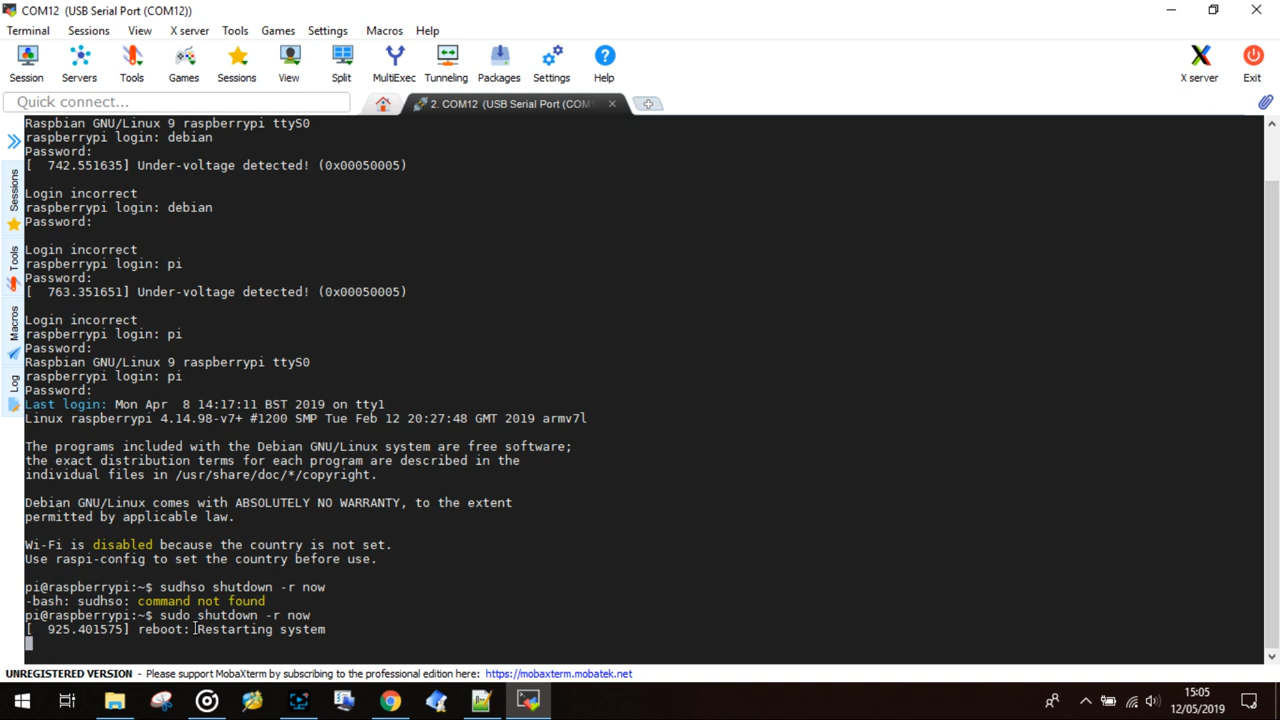 COM12 (USB Serial Port (COM12))
Terminal Sessions View X server Tools Games Settings Macros Help
Session Servers Tools Games Sessions View Split MultiExec Tunneling Packages Settings Help X server Exit
Quick connect...
2. COM12 (USB Serial Port (COM
Sessions
Tools
Macros
Log
Raspbian GNU/Linux 9 raspberrypi ttyS0
raspberrypi login: debian
Password:
[  742.551635] Under-voltage detected! (0x00050005)
Login incorrect
raspberrypi login: debian
Password:
Login incorrect
raspberrypi login: pi
Password:
[  763.351651] Under-voltage detected! (0x00050005)
Login incorrect
raspberrypi login: pi
Password:
Raspbian GNU/Linux 9 raspberrypi ttyS0
raspberrypi login: pi
Password:
Last login: Mon Apr  8 14:17:11 BST 2019 on tty1
Linux raspberrypi 4.14.98-v7+ #1200 SMP Tue Feb 12 20:27:48 GMT 2019 armv7l
The programs included with the Debian GNU/Linux system are free software;
the exact distribution terms for each program are described in the
individual files in /usr/share/doc/*/copyright.
Debian GNU/Linux comes with ABSOLUTELY NO WARRANTY, to the extent
permitted by applicable law.
Wi-Fi is disabled because the country is not set.
Use raspi-config to set the country before use.
pi@raspberrypi:~$ sudhso shutdown -r now
-bash: sudhso: command not found
pi@raspberrypi:~$ sudo shutdown -r now
[  925.401575] reboot: Restarting system
UNREGISTERED VERSION - Please support MobaXterm by subscribing to the professional edition here: https://mobaxterm.mobatek.net
15:05
12/05/2019